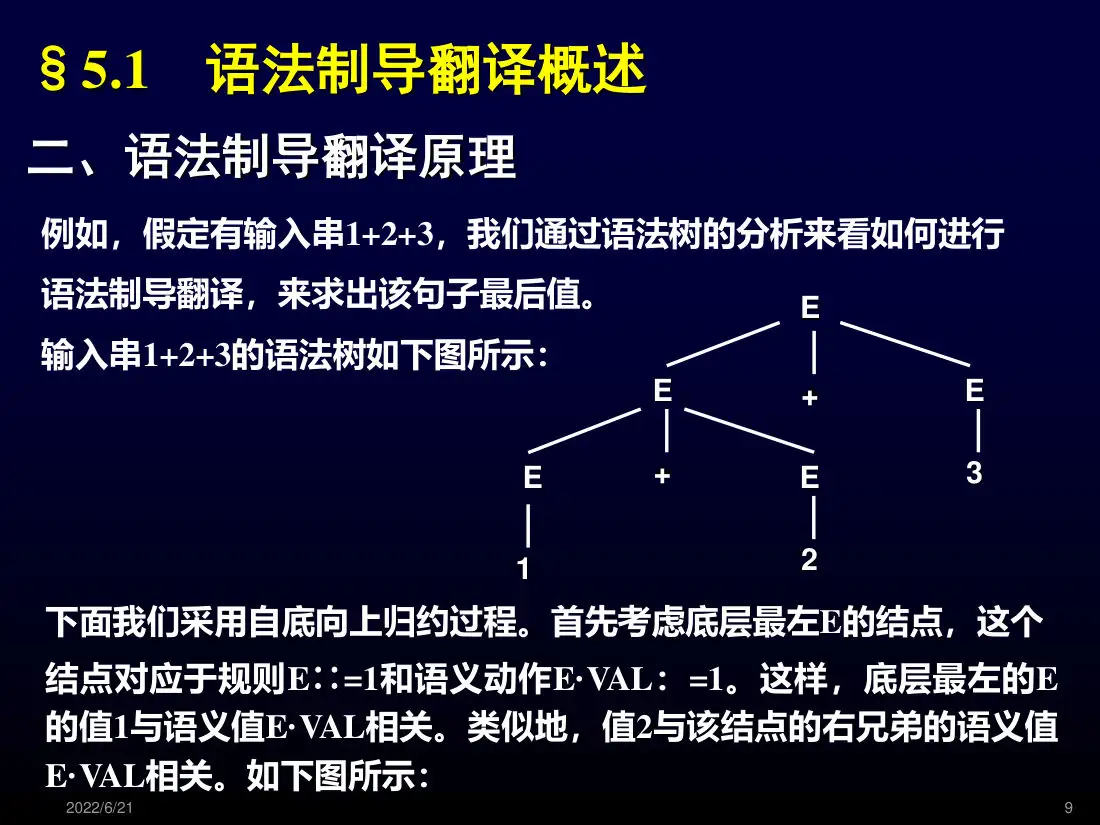 §5.1 语法制导翻译概述
二、语法制导翻译原理
例如，假定有输入串1+2+3，我们通过语法树的分析来看如何进行
语法制导翻译，来求出该句子最后值。
输入串1+2+3的语法树如下图所示：
E
E + E
E + E 3
1 2
下面我们采用自底向上归约过程。首先考虑底层最左E的结点，这个
结点对应于规则E∷=1和语义动作E·VAL：=1。这样，底层最左的E
的值1与语义值E·VAL相关。类似地，值2与该结点的右兄弟的语义值
E·VAL相关。如下图所示：
2022/6/21 9